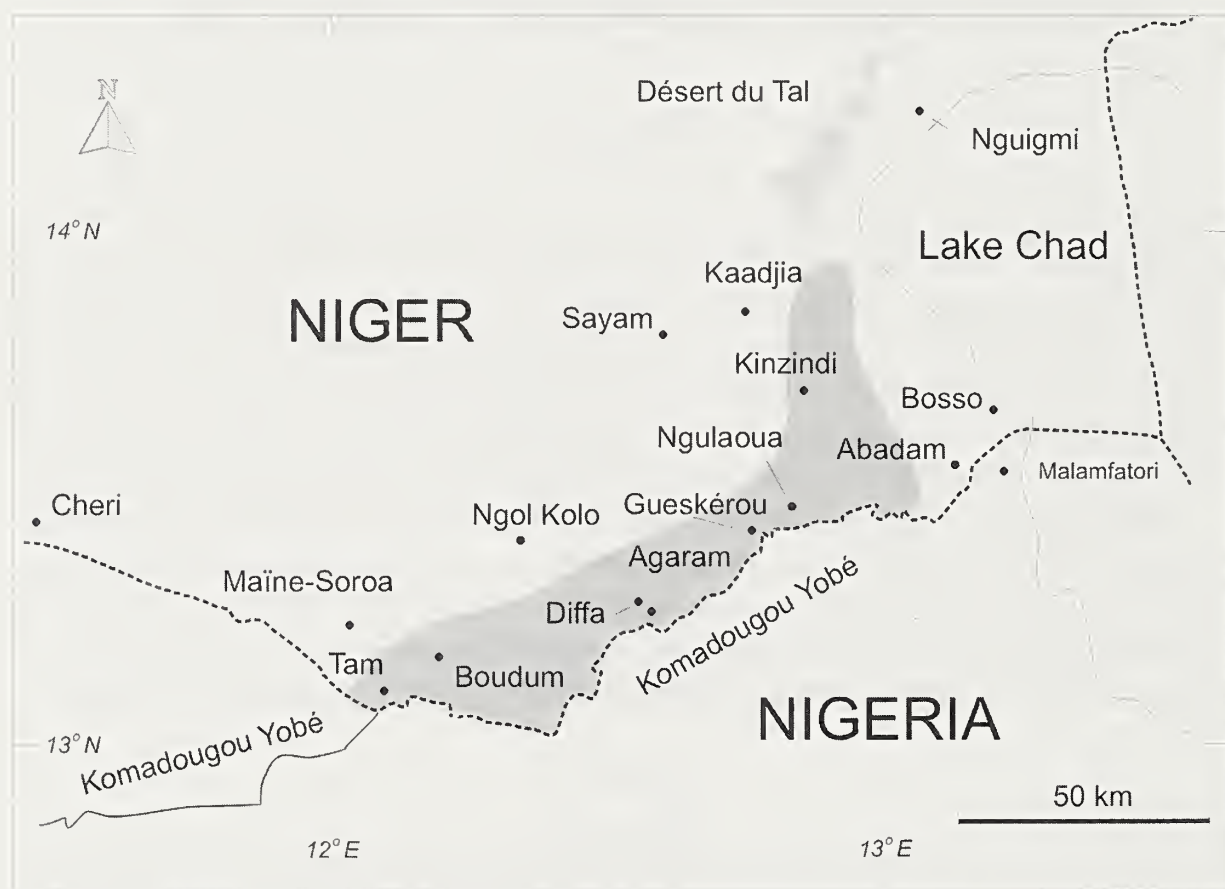 N
Désert du Tal
Nguigmi
14° N
Lake Chad
Kaadjia
NIGER
Sayam
Kinzindi
Bosso
Ngulaoua
Abadam
Malamfatori
Cheri
Gueskérou
Ngol Kolo
Agaram
Maïne-Soroa
Diffa
Komadougou Yobé
Tam
Boudum
NIGERIA
Komadougou Yobé
13° N
50 km
12° E
13° E